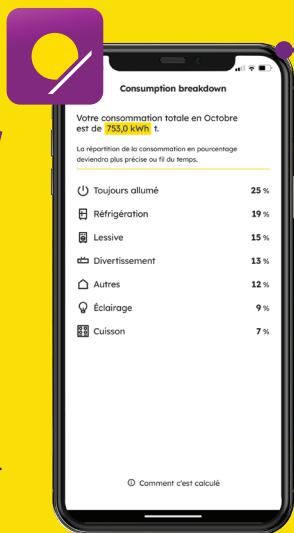 Consumption breakdown
Votre consommation totale en Octobre
est de 753,0 kWh t.
La répartition de la consommation en pourcentage
deviendra plus précise ou fil du temps.
Toujours allumé 25 %
Réfrigération 19 %
Lessive 15 %
Divertissement 13 %
Autres 12 %
Éclairage 9 %
Cuisson 7 %
Comment c'est calculé